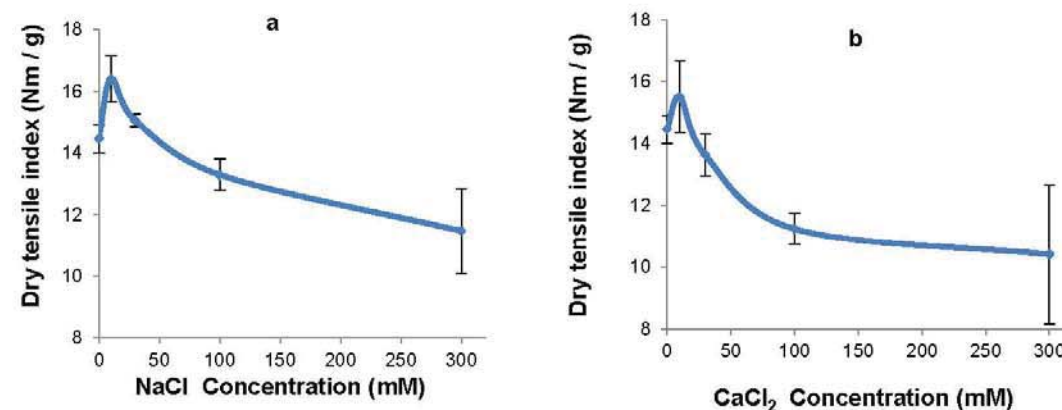 a
Dry tensile index (Nm / g)
18
16
14
12
10
8
0 50 100 150 200 250 300
NaCl Concentration (mM)
b
Dry tensile index (Nm / g)
18
16
14
12
10
8
0 50 100 150 200 250 300
CaCl₂ Concentration (mM)